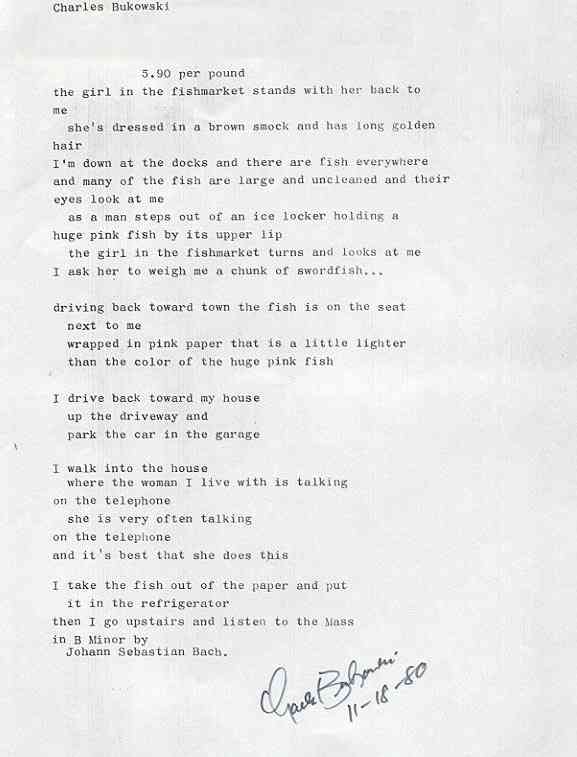 Charles Bukowski
5.90 per pound
the girl in the fishmarket stands with her back to
me
she's dressed in a brown smock and has long golden
hair
I'm down at the docks and there are fish everywhere
and many of the fish are large and uncleaned and their
eyes look at me
as a man steps out of an ice locker holding a
huge pink fish by its upper lip
the girl in the fishmarket turns and looks at me
I ask her to weigh me a chunk of swordfish...
driving back toward town the fish is on the seat
next to me
wrapped in pink paper that is a little lighter
than the color of the huge pink fish
I drive back toward my house
up the driveway and
park the car in the garage
I walk into the house
where the woman I live with is talking
on the telephone
she is very often talking
on the telephone
and it's best that she does this
I take the fish out of the paper and put
it in the refrigerator
then I go upstairs and listen to the Mass
in B Minor by
Johann Sebastian Bach.
Charles Bukowski
11-18-80